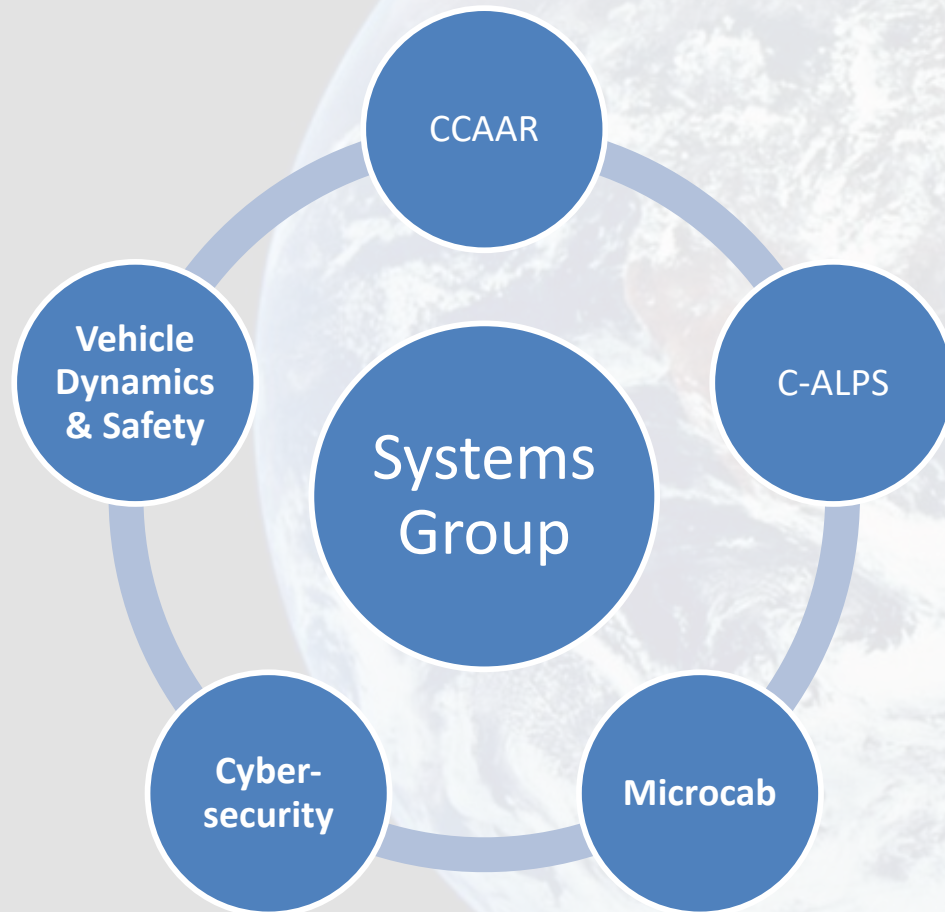 CCAAR
Vehicle
Dynamics
& Safety
C-ALPS
Systems
Group
Cyber-
security
Microcab